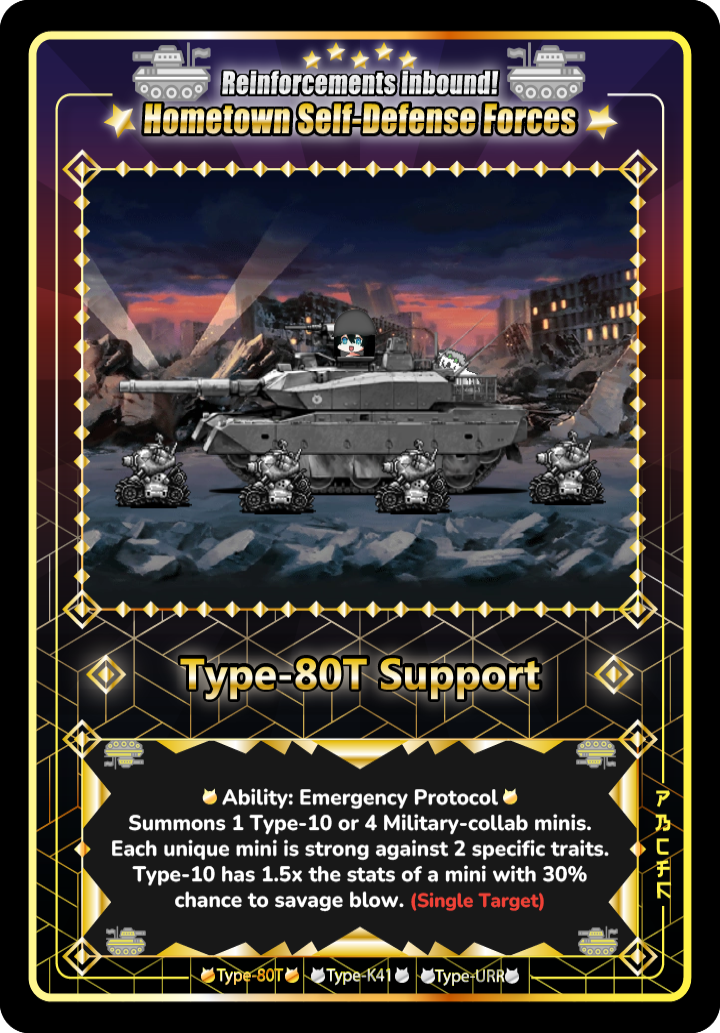 Reinforcements inbound!
Hometown Self-Defense Forces
Type-80T Support
Ability: Emergency Protocol
Summons 1 Type-10 or 4 Military-collab minis.
Each unique mini is strong against 2 specific traits.
Type-10 has 1.5x the stats of a mini with 30%
chance to savage blow. (Single Target)
Type-80T Type-K41 Type-URR